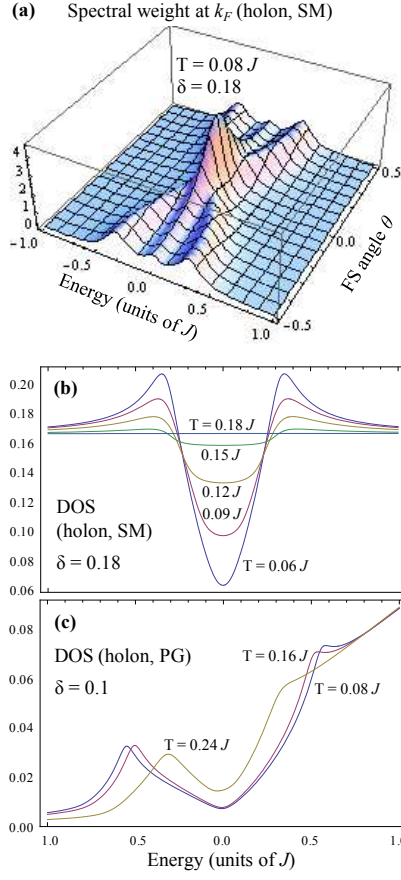 (a) Spectral weight at k_F (holon, SM)
T = 0.08 J
δ = 0.18
4
3
2
1
0
−1.0
−0.5
0.0
0.5
1.0
Energy (units of J)
0.5
0.0
−0.5
FS angle θ
(b)
0.20
0.18
0.16
0.14
0.12
0.10
0.08
0.06
T = 0.18 J
0.15 J
0.12 J
0.09 J
T = 0.06 J
DOS
(holon, SM)
δ = 0.18
(c)
DOS (holon, PG)
δ = 0.1
0.08
0.06
0.04
0.02
0.00
T = 0.16 J
T = 0.08 J
T = 0.24 J
1.0 0.5 0.0 0.5 1.0
Energy (units of J)